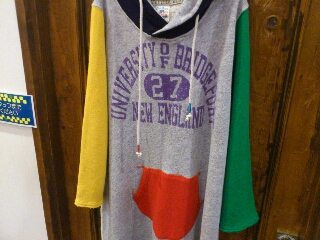 UNIVERSITY OF BRIDGEPORT
27
NEW ENGLAND